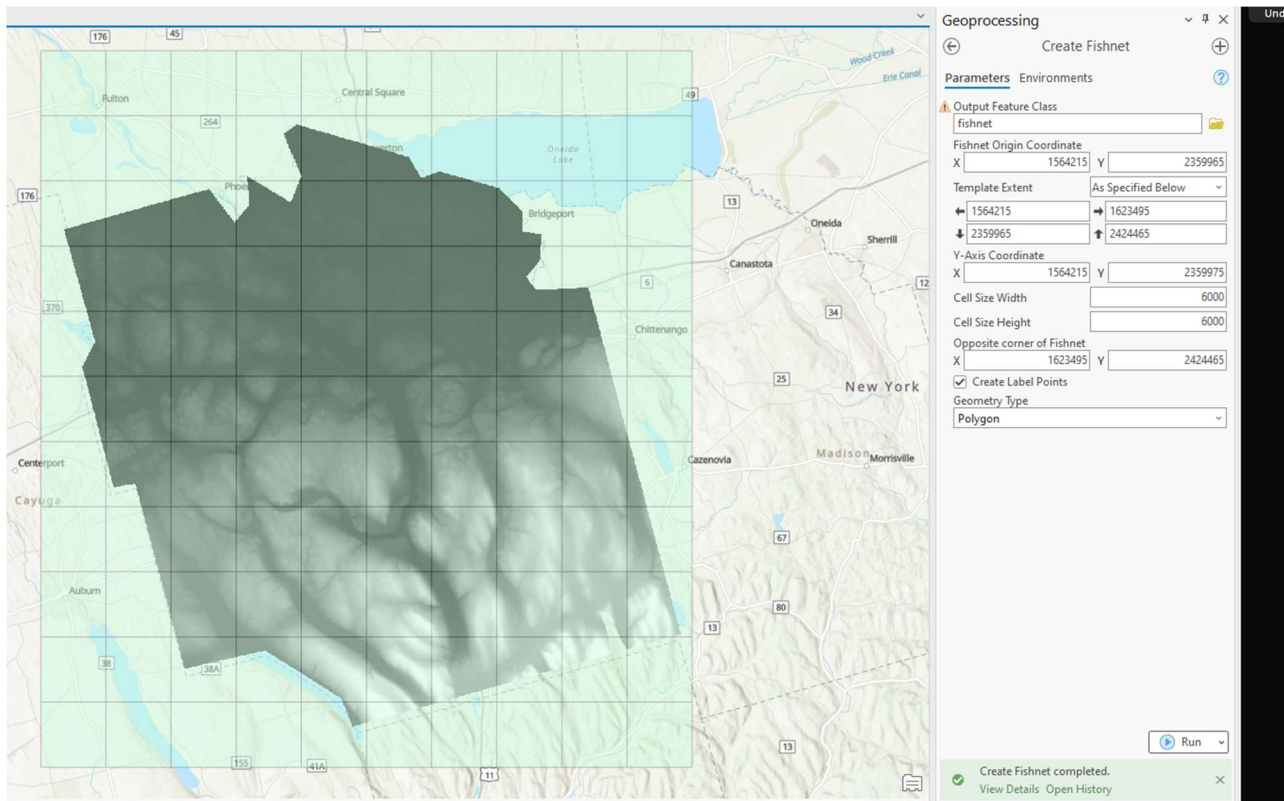 Und
Geoprocessing
Create Fishnet
Parameters Environments
Output Feature Class
fishnet
Fishnet Origin Coordinate
X 1564215 Y 2359965
Template Extent As Specified Below
1564215 1623495
2359965 2424465
Y-Axis Coordinate
X 1564215 Y 2359975
Cell Size Width 6000
Cell Size Height 6000
Opposite corner of Fishnet
X 1623495 Y 2424465
Create Label Points
Geometry Type
Polygon
Run
Create Fishnet completed.
View Details Open History
176
45
Wood Creek
Erie Canal
Fulton
Central Square
49
264
verton
Oneida
Lake
Phoe
176
13
Bridgeport
Oneida
Sherrill
Canastota
6
12
370
34
Chittenango
25
New York
Centerport
Cazenovia
Madison
Morrisville
Cayuga
67
Auburn
80
13
38
38A
13
155
41A
11